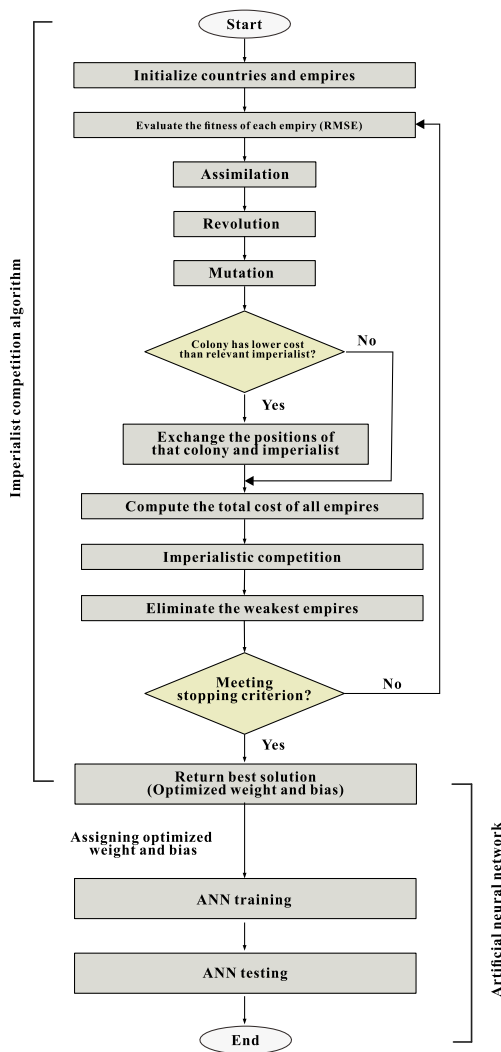 Start
Initialize countries and empires
Evaluate the fitness of each empiry (RMSE)
Assimilation
Revolution
Mutation
Colony has lower cost
than relevant imperialist?
No
Yes
Exchange the positions of
that colony and imperialist
Compute the total cost of all empires
Imperialistic competition
Eliminate the weakest empires
Meeting
stopping criterion?
No
Yes
Return best solution
(Optimized weight and bias)
Assigning optimized
weight and bias
ANN training
ANN testing
End
Imperialist competition algorithm
Artificial neural network